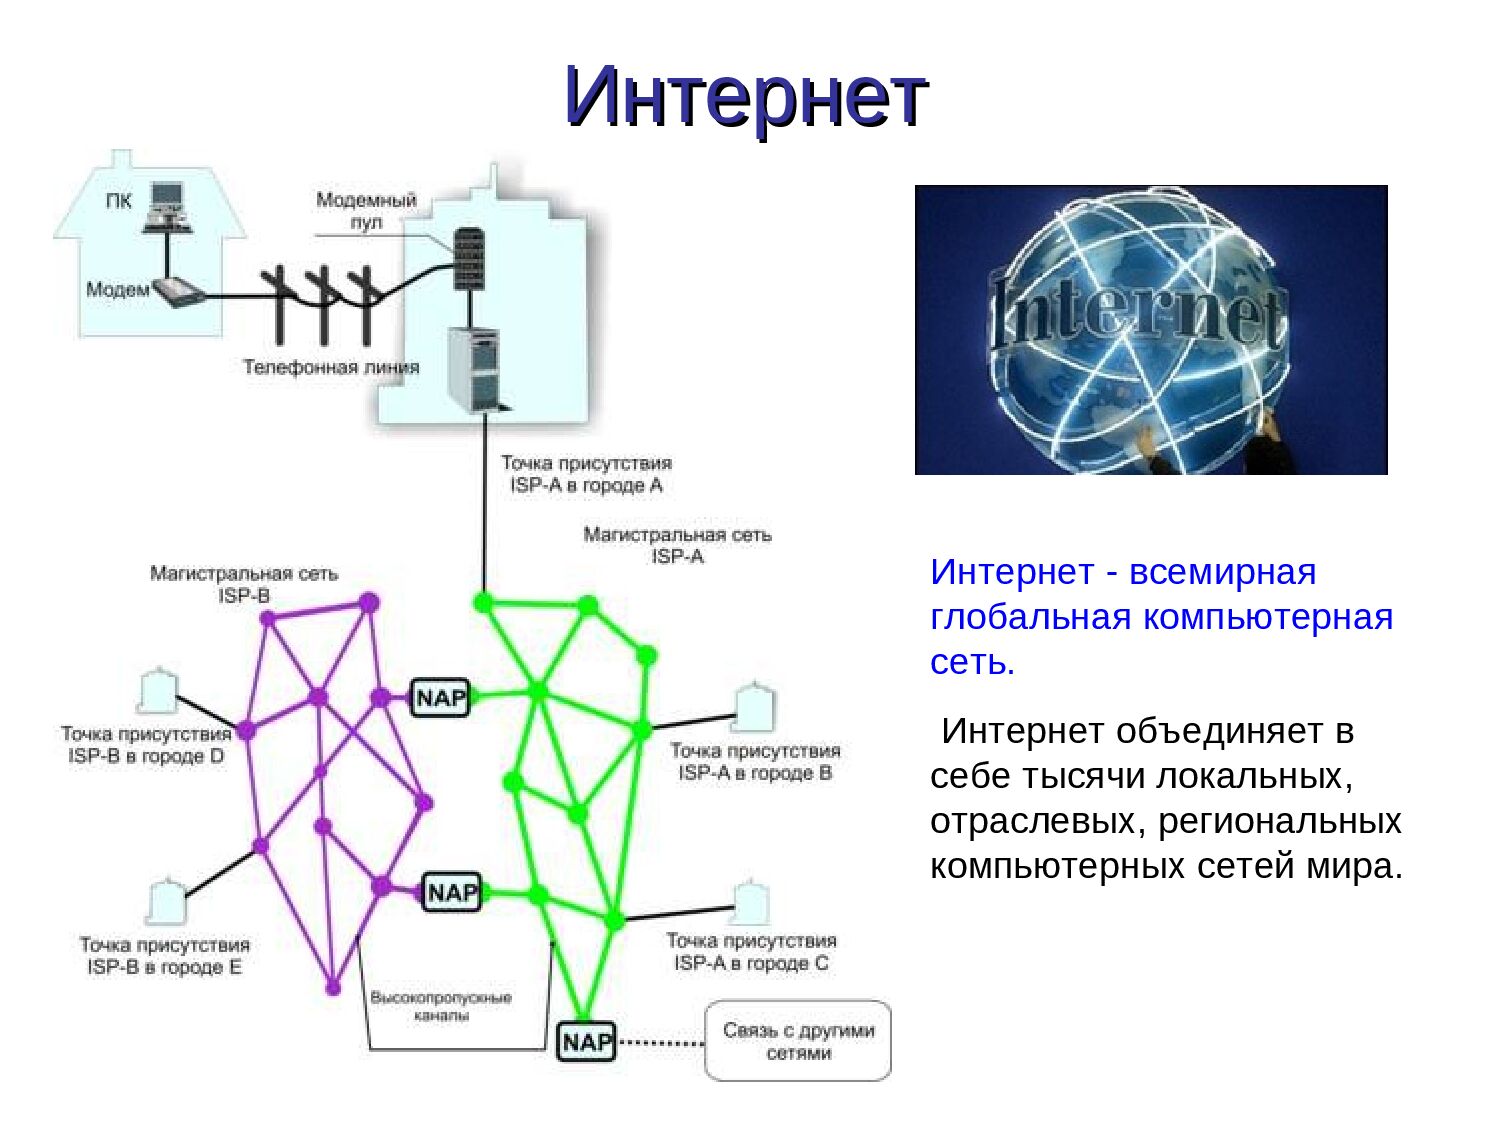 Интернет
ПК
Модем
Модемный
пул
Телефонная линия
Точка присутствия
ISP-A в городе А
Магистральная сеть
ISP-A
Магистральная сеть
ISP-B
NAP
Точка присутствия
ISP-B в городе D
Точка присутствия
ISP-A в городе В
NAP
Точка присутствия
ISP-B в городе Е
Точка присутствия
ISP-A в городе С
Высокопропускные
каналы
NAP
Связь с другими
сетями
Internet
Интернет - всемирная
глобальная компьютерная
сеть.
Интернет объединяет в
себе тысячи локальных,
отраслевых, региональных
компьютерных сетей мира.